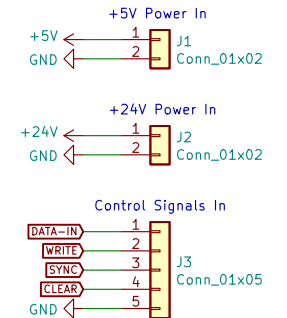 +5V Power In
+5V 1 J1
GND 2 Conn_01x02
+24V Power In
+24V 1 J2
GND 2 Conn_01x02
Control Signals In
DATA-IN 1
WRITE 2
SYNC 3 J3
CLEAR 4 Conn_01x05
GND 5